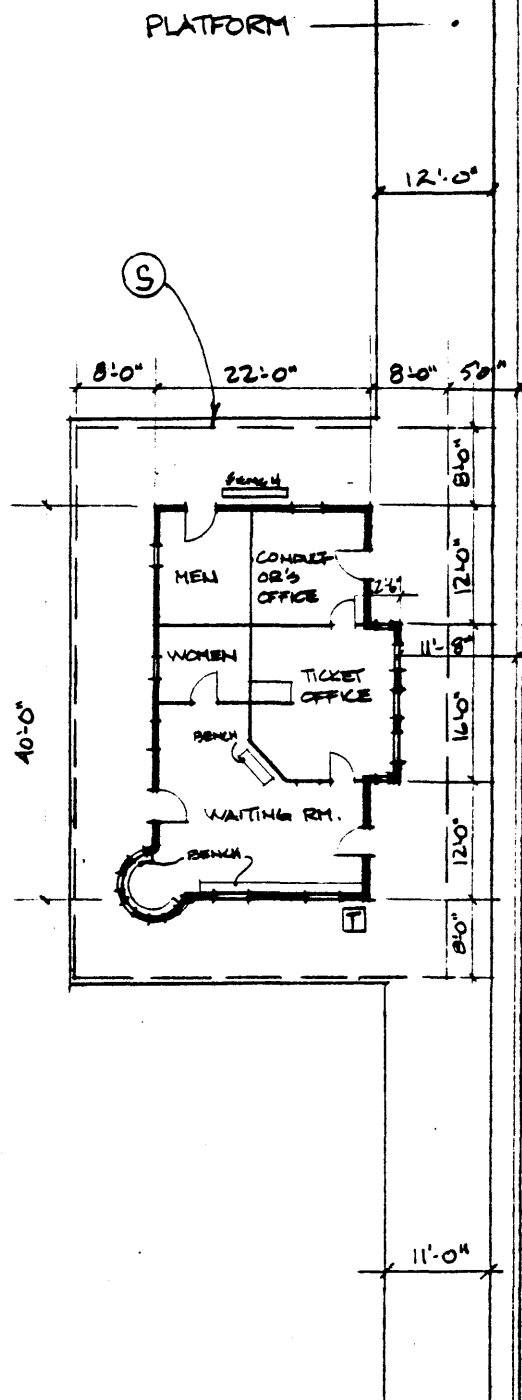 PLATFORM
12'-0"
S
8'-0" 22'-0" 8'-0" 5'-0"
8'-0"
BENCH
MEN
CONDUCT-
OR'S
OFFICE
2'-6"
12'-0"
WOMEN
11'-8"
TICKET
OFFICE
16'-0"
40'-0"
BENCH
WAITING RM.
12'-0"
BENCH
T
8'-0"
11'-0"